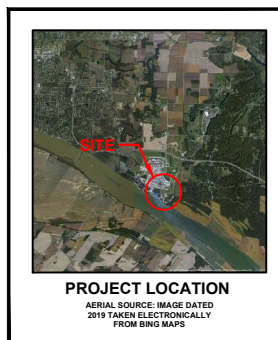 SITE
PROJECT LOCATION
AERIAL SOURCE: IMAGE DATED
2019 TAKEN ELECTRONICALLY
FROM BING MAPS